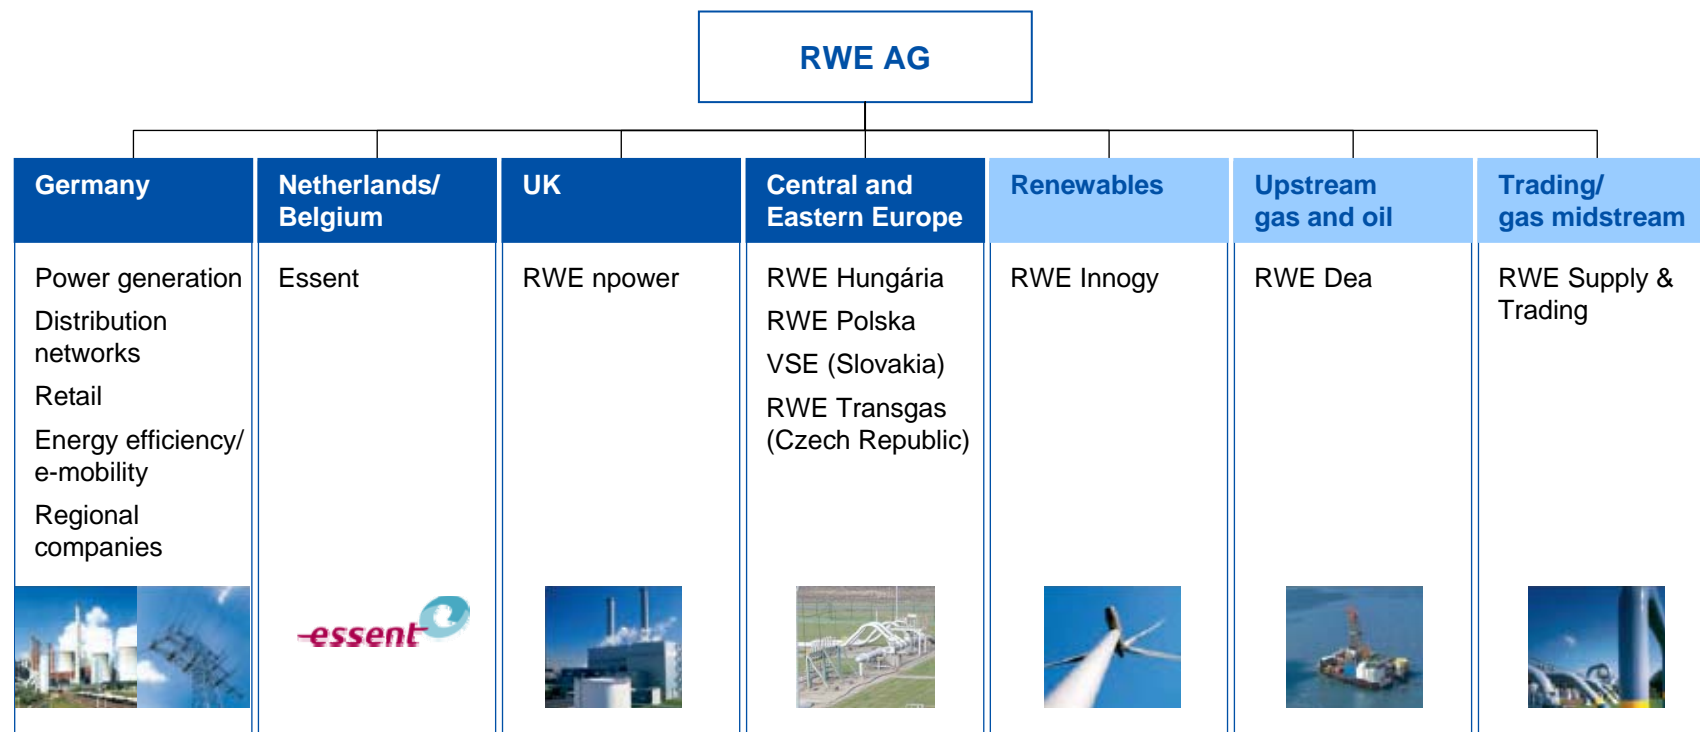 RWE AG
Germany
Netherlands/
Belgium
UK
Central and
Eastern Europe
Renewables
Upstream
gas and oil
Trading/
gas midstream
Power generation
Distribution
networks
Retail
Energy efficiency/
e-mobility
Regional
companies
Essent
RWE npower
RWE Hungária
RWE Polska
VSE (Slovakia)
RWE Transgas
(Czech Republic)
RWE Innogy
RWE Dea
RWE Supply &
Trading
essent